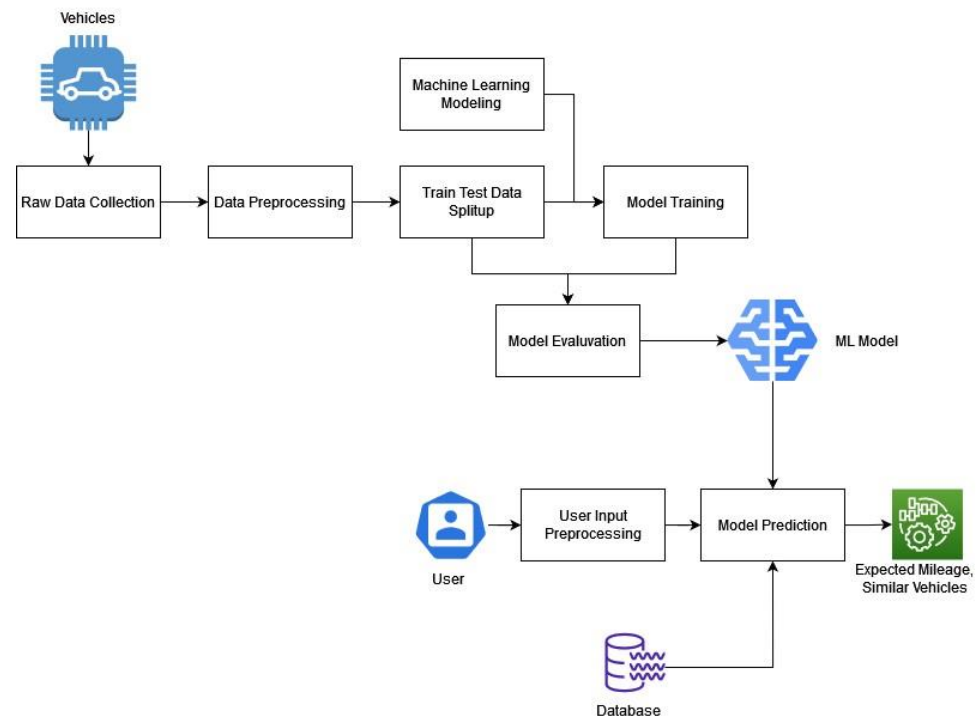 Vehicles
Machine Learning
Modeling
Raw Data Collection
Data Preprocessing
Train Test Data
Splitup
Model Training
Model Evaluvation
ML Model
User Input
Preprocessing
Model Prediction
User
Expected Mileage,
Similar Vehicles
Database